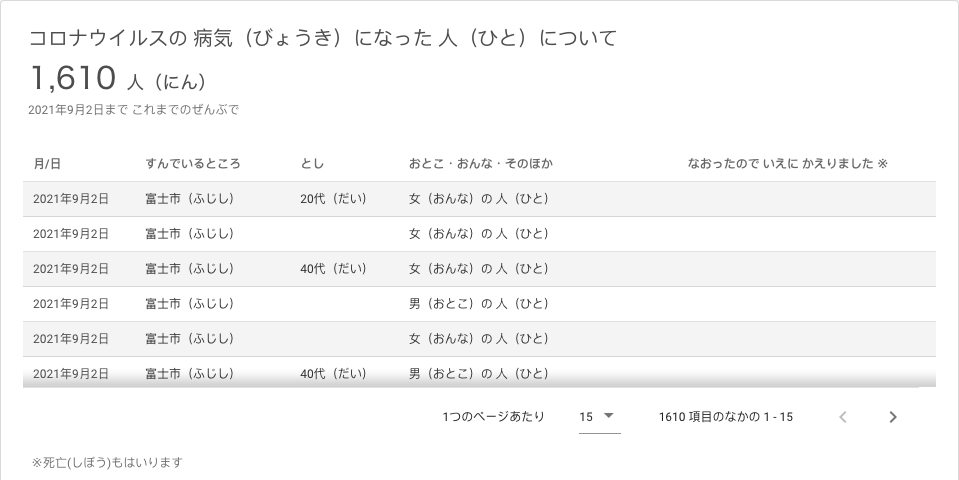 コロナウイルスの 病気（びょうき）になった 人（ひと）について
1,610 人（にん）
2021年9月2日まで これまでのぜんぶで
月/日 すんでいるところ とし おとこ・おんな・そのほか なおったので いえに かえりました ※
2021年9月2日 富士市（ふじし） 20代（だい） 女（おんな）の 人（ひと）
2021年9月2日 富士市（ふじし） 女（おんな）の 人（ひと）
2021年9月2日 富士市（ふじし） 40代（だい） 女（おんな）の 人（ひと）
2021年9月2日 富士市（ふじし） 男（おとこ）の 人（ひと）
2021年9月2日 富士市（ふじし） 女（おんな）の 人（ひと）
2021年9月2日 富士市（ふじし） 40代（だい） 男（おとこ）の 人（ひと）
1つのページあたり 15 1610 項目のなかの 1 - 15
※死亡(しぼう)もはいります